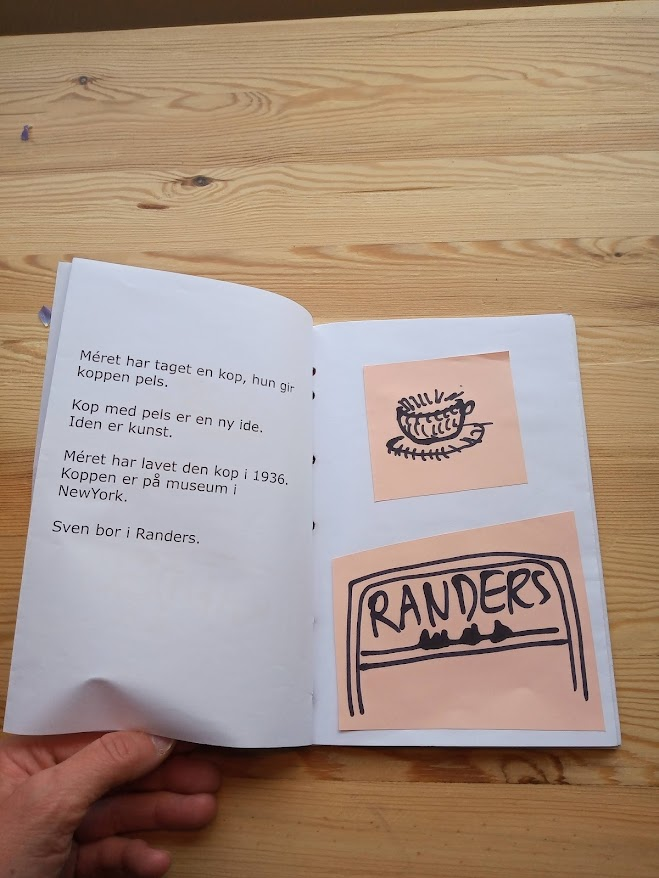 Méret har taget en kop, hun gir
koppen pels.
Kop med pels er en ny ide.
Iden er kunst.
Méret har lavet den kop i 1936.
Koppen er på museum i
NewYork.
Sven bor i Randers.
RANDERS